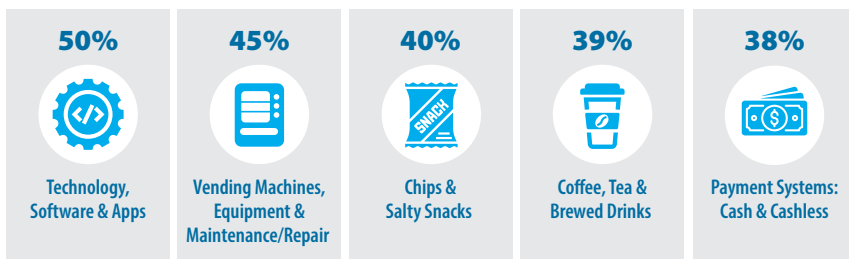 50%
45%
40%
39%
38%
</>
SNACK
$
Technology,
Software & Apps
Vending Machines,
Equipment &
Maintenance/Repair
Chips &
Salty Snacks
Coffee, Tea &
Brewed Drinks
Payment Systems:
Cash & Cashless